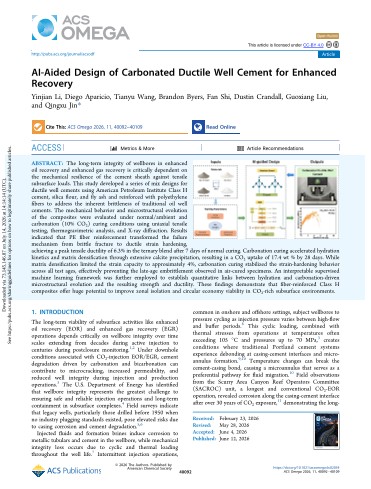 ACS
OMEGA
Open Access
This article is licensed under CC-BY 4.0
http://pubs.acs.org/journal/acsodf
Article
AI-Aided Design of Carbonated Ductile Well Cement for Enhanced
Recovery
Yinjian Li, Diego Aparicio, Tianyu Wang, Brandon Byers, Fan Shi, Dustin Crandall, Guoxiang Liu,
and Qingxu Jin*
Cite This: ACS Omega 2026, 11, 40092−40109
Read Online
ACCESS
Metrics & More
Article Recommendations
ABSTRACT: The long-term integrity of wellbores in enhanced
oil recovery and enhanced gas recovery is critically dependent on
the mechanical resilience of the cement sheath against tensile
subsurface loads. This study developed a series of mix designs for
ductile well cements using American Petroleum Institute Class H
cement, silica flour, and fly ash and reinforced with polyethylene
fibers to address the inherent brittleness of traditional oil well
cements. The mechanical behavior and microstructural evolution
of the composites were evaluated under normal/ambient and
carbonation (10% CO2) curing conditions using uniaxial tensile
testing, thermogravimetric analysis, and X-ray diffraction. Results
indicated that PE fiber reinforcement transformed the failure
mechanism from brittle fracture to ductile strain hardening,
achieving a peak tensile ductility of 6.3% in the ternary blend after 7 days of normal curing. Carbonation curing accelerated hydration
kinetics and matrix densification through extensive calcite precipitation, resulting in a CO2 uptake of 17.4 wt % by 28 days. While
matrix densification limited the strain capacity to approximately 4%, carbonation curing stabilized the strain-hardening behavior
across all test ages, effectively preventing the late-age embrittlement observed in air-cured specimens. An interpretable supervised
machine learning framework was further employed to establish quantitative links between hydration and carbonation-driven
microstructural evolution and the resulting strength and ductility. These findings demonstrate that fiber-reinforced Class H
composites offer huge potential to improve zonal isolation and circular economy viability in CO2-rich subsurface environments.
1. INTRODUCTION
The long-term viability of subsurface activities like enhanced
oil recovery (EOR) and enhanced gas recovery (EGR)
operations depends critically on wellbore integrity over time
scales extending from decades during active injection to
centuries during postclosure storage.
conditions associated with CO2-injection EOR/EGR, cement
degradation driven by carbonation and bicarbonation can
contribute to microcracking, increased permeability, and
reduced well integrity during injection and production
operations. The U.S. Department of Energy has identified
that wellbore integrity represents the greatest challenge to
ensuring safe and reliable injection operations and long-term
containment in subsurface complexes. Field surveys indicate
that legacy wells, particularly those drilled before 1950 when
no industry plugging standards existed, pose elevated risks due
to casing corrosion and cement degradation.
Injected fluids and formation brines induce corrosion to
metallic tubulars and cement in the wellbore, while mechanical
integrity loss occurs due to cyclic and thermal loading
throughout the well life. Intermittent injection operations,
common in onshore and offshore settings, subject wellbores to
pressure cycling as injection pressure varies between high-flow
and buffer periods. This cyclic loading, combined with
thermal stresses from operations at temperatures often
exceeding 105 °C and pressures up to 70 MPa, creates
conditions where traditional Portland cement systems
experience debonding at casing-cement interfaces and micro-
annulus formation. Temperature changes can break the
cement-casing bond, causing a microannulus that serves as a
preferential pathway for fluid migration. Field observations
from the Scurry Area Canyon Reef Operators Committee
(SACROC) unit, a longest and conventional CO2-EOR
operation, revealed corrosion along the casing-cement interface
after over 30 years of CO2 exposure, demonstrating the long-
Received: February 23, 2026
Revised: May 28, 2026
Accepted: June 4, 2026
Published: June 12, 2026
ACS Publications
© 2026 The Authors. Published by
American Chemical Society
40092
ACS Omega 2026, 11, 40092−40109